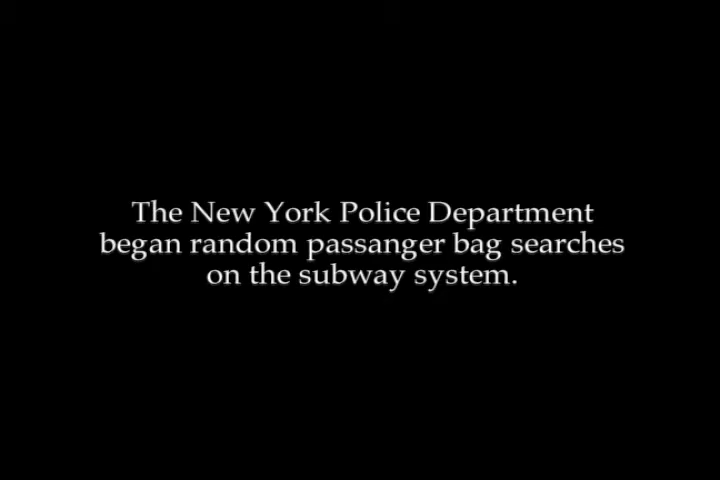 The New York Police Department
began random passanger bag searches
on the subway system.